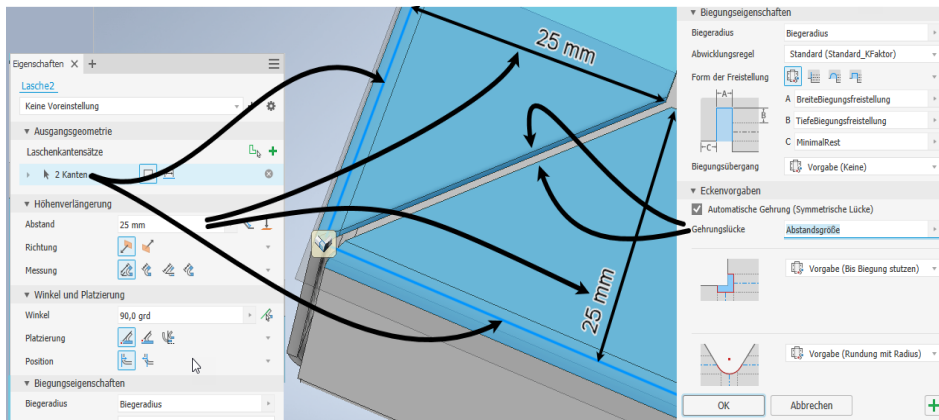 Eigenschaften × +
Lasche2
Keine Voreinstellung
Ausgangsgeometrie
Laschenkantensätze
2 Kanten
Höhenverlängerung
Abstand 25 mm
Richtung
Messung
Winkel und Platzierung
Winkel 90,0 grd
Platzierung
Position
Biegungseigenschaften
Biegeradius Biegeradius
25 mm
25 mm
Biegungseigenschaften
Biegeradius Biegeradius
Abwicklungsregel Standard (Standard_KFaktor)
Form der Freistellung
A
B
C
A BreiteBiegungsfreistellung
B TiefeBiegungsfreistellung
C MinimalRest
Biegungsübergang Vorgabe (Keine)
Eckenvorgaben
Automatische Gehrung (Symmetrische Lücke)
Gehrungslücke Abstandsgröße
Vorgabe (Bis Biegung stutzen)
Vorgabe (Rundung mit Radius)
OK Abbrechen +